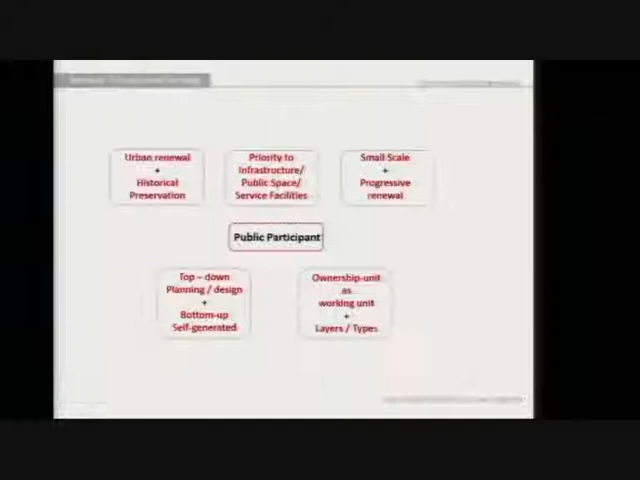 Urban renewal
+
Historical
Preservation
Priority to
Infrastructure/
Public Space/
Service Facilities
Small Scale
+
Progressive
renewal
Public Participant
Top – down
Planning / design
+
Bottom-up
Self-generated
Ownership-unit
as
working unit
+
Layers / Types